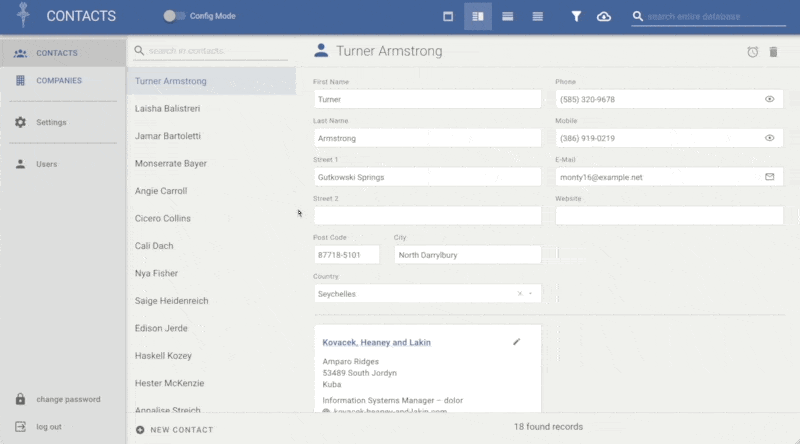 CONTACTS
Config Mode
search entire database
CONTACTS
COMPANIES
Settings
Users
change password
log out
search in contacts
Turner Armstrong
Laisha Balistreri
Jamar Bartoletti
Monserrate Bayer
Angie Carroll
Cicero Collins
Cali Dach
Nya Fisher
Saige Heidenreich
Edison Jerde
Haskell Kozey
Hester McKenzie
Annalise Streich
NEW CONTACT
Turner Armstrong
First Name
Turner
Last Name
Armstrong
Street 1
Gutkowski Springs
Street 2
Post Code
87718-5101
City
North Darrylbury
Country
Seychelles
Phone
(585) 320-9678
Mobile
(386) 919-0219
E-Mail
monty16@example.net
Website
Kovacek, Heaney and Lakin
Amparo Ridges
53489 South Jordyn
Kuba
Information Systems Manager – dolor
kovacek-heaney-and-lakin.com
18 found records